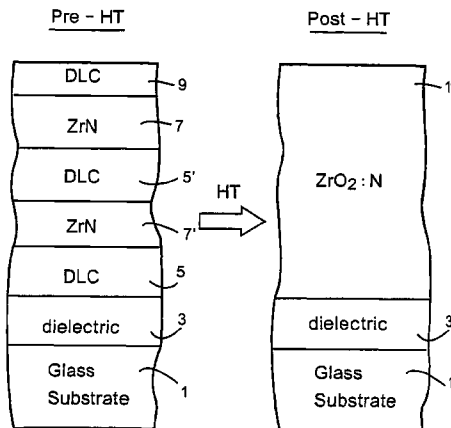 Pre – HT
DLC
9
ZrN
7
DLC
5'
ZrN
7'
DLC
5
dielectric
3
Glass
Substrate
1
HT
Post – HT
1
ZrO2 : N
dielectric
3
Glass
Substrate
1